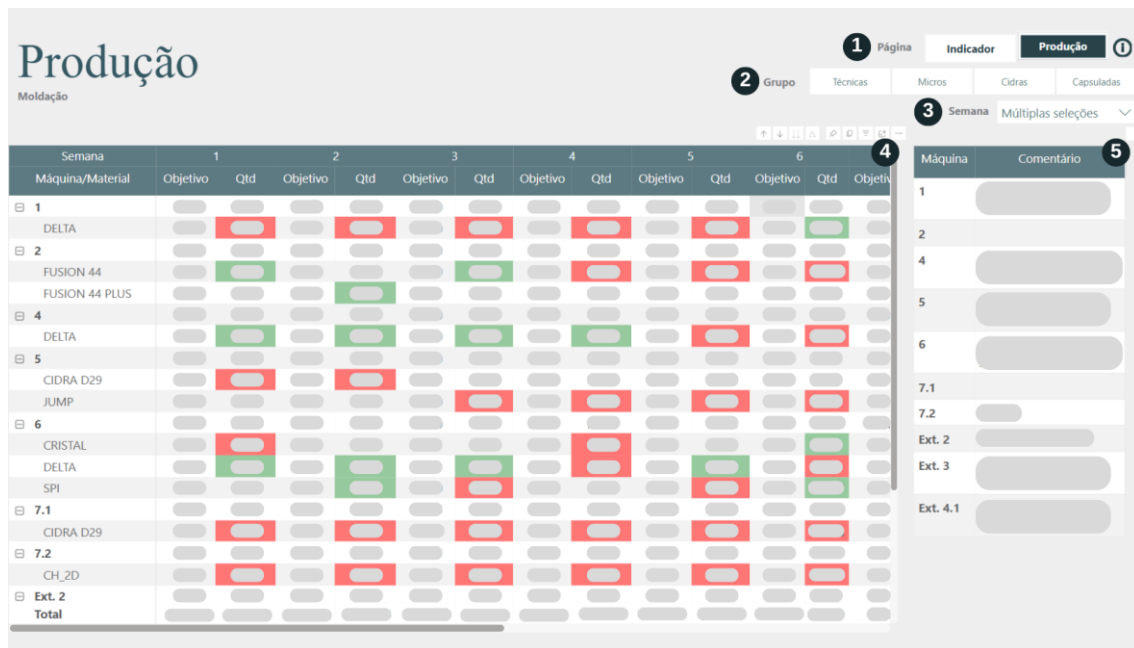 Produção
Moldação
1 Página Indicador Produção
2 Grupo Técnicas Micros Cidras Capsuladas
3 Semana Múltiplas seleções
4
Semana 1 2 3 4 5 6
Máquina/Material Objetivo Qtd Objetivo Qtd Objetivo Qtd Objetivo Qtd Objetivo Qtd Objetivo Qtd Objetiv
1
DELTA
2
FUSION 44
FUSION 44 PLUS
4
DELTA
5
CIDRA D29
JUMP
6
CRISTAL
DELTA
SPI
7.1
CIDRA D29
7.2
CH_2D
Ext. 2
Total
Máquina Comentário 5
1
2
4
5
6
7.1
7.2
Ext. 2
Ext. 3
Ext. 4.1